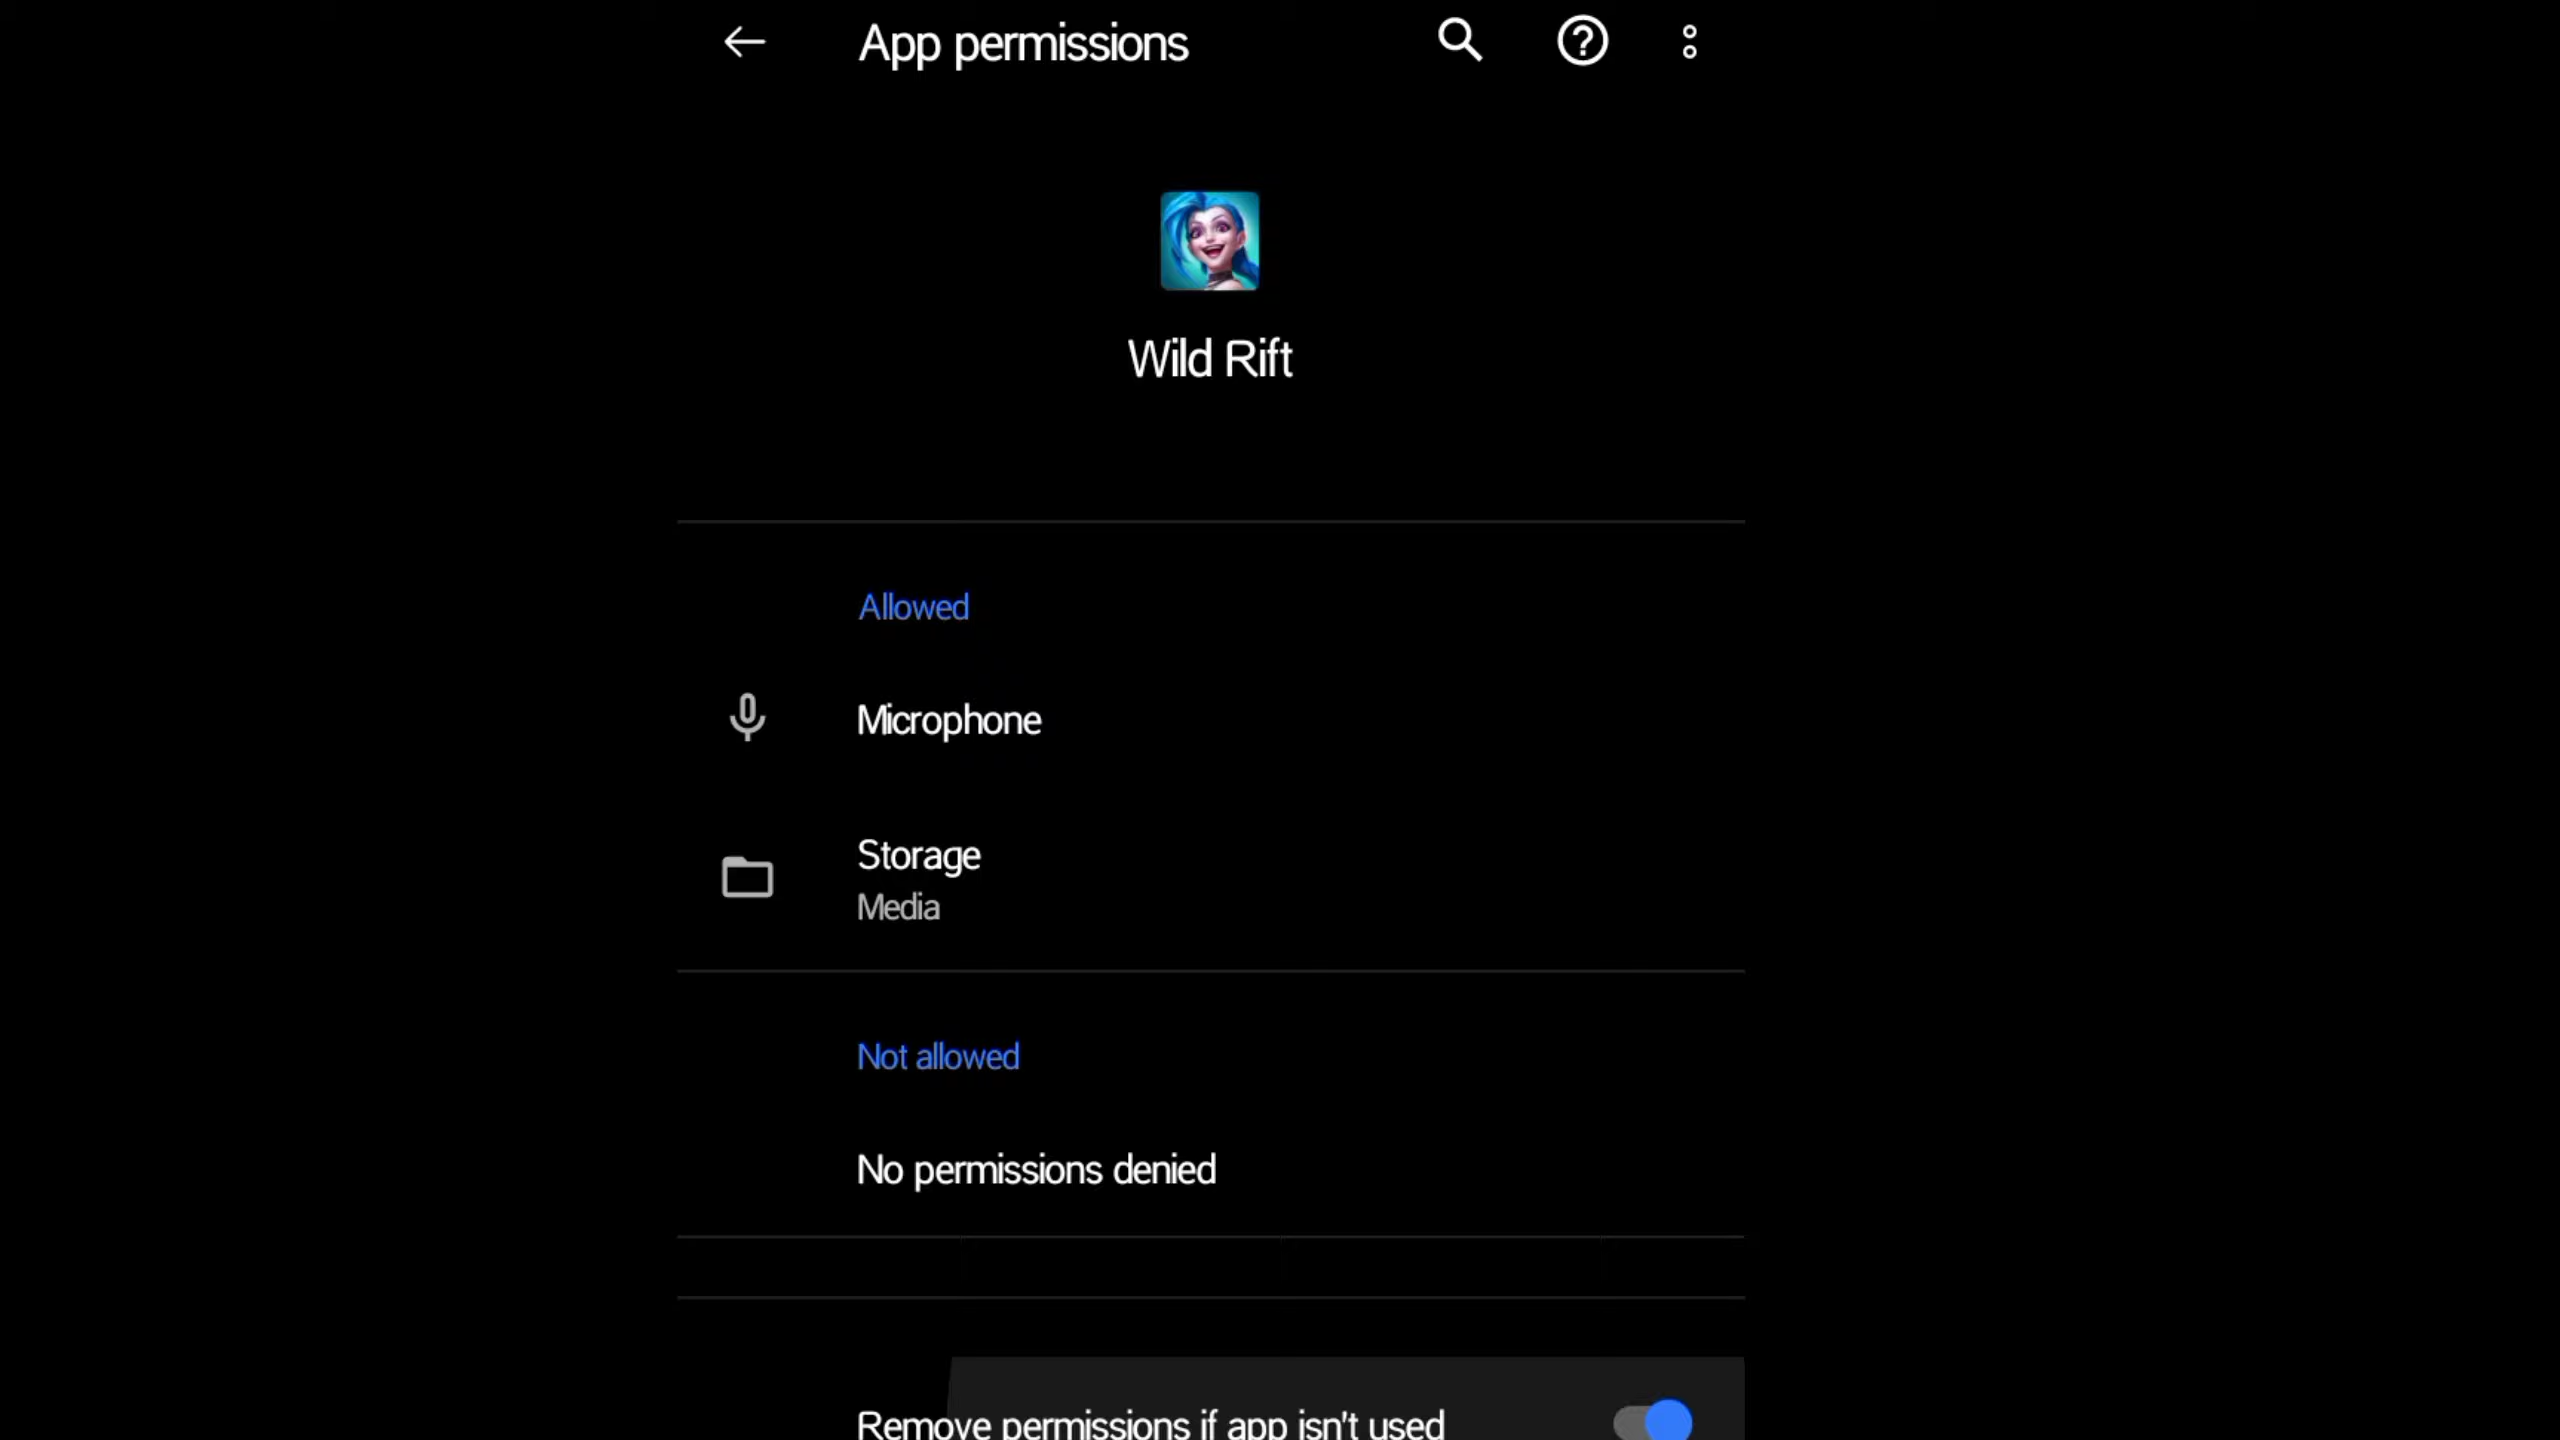 App permissions
Wild Rift
Allowed
Microphone
Storage
Media
Not allowed
No permissions denied
Remove permissions if app isn't used